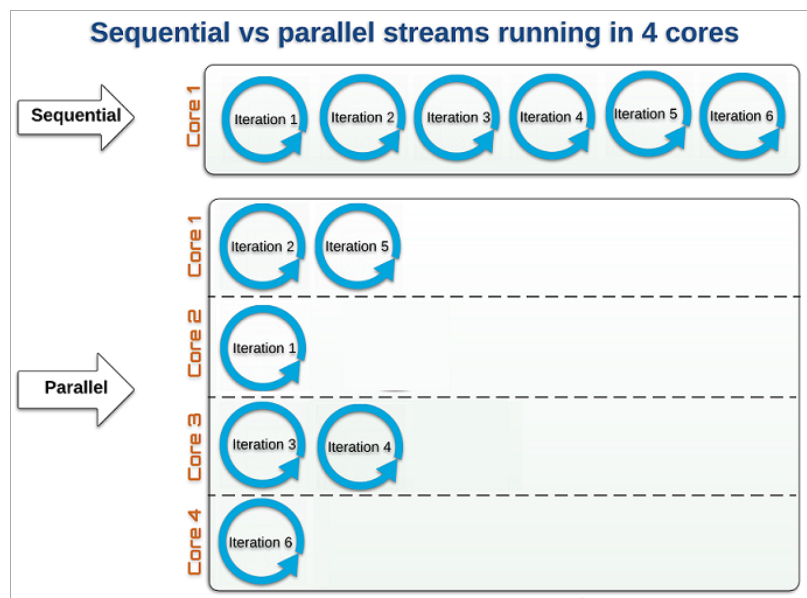 Sequential vs parallel streams running in 4 cores
Sequential
Core 1
Iteration 1
Iteration 2
Iteration 3
Iteration 4
Iteration 5
Iteration 6
Parallel
Core 1
Iteration 2
Iteration 5
Core 2
Iteration 1
Core 3
Iteration 3
Iteration 4
Core 4
Iteration 6